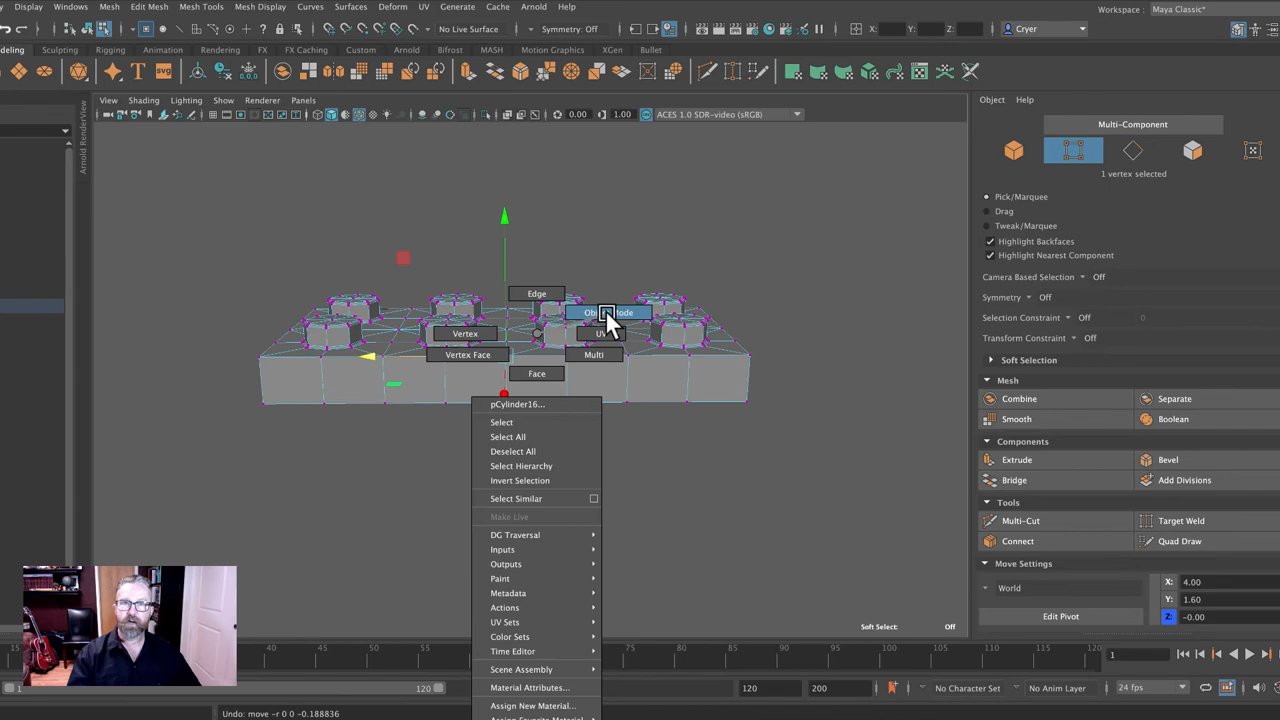 Display Windows Mesh Edit Mesh Mesh Tools Mesh Display Curves Surfaces Deform UV Generate Cache Arnold Help Workspace : Maya Classic*
No Live Surface Symmetry: Off X: Y: Z: Cryer
deling Sculpting Rigging Animation Rendering FX FX Caching Custom Arnold Bifrost MASH Motion Graphics XGen Bullet
View Shading Lighting Show Renderer Panels
0.00 1.00 ACES 1.0 SDR-video (sRGB)
Arnold RenderView
Edge
Vertex
Vertex Face Multi
Face
pCylinder16...
Select
Select All
Deselect All
Select Hierarchy
Invert Selection
Select Similar
Make Live
DG Traversal
Inputs
Outputs
Paint
Metadata
Actions
UV Sets
Color Sets
Time Editor
Scene Assembly
Material Attributes...
Assign New Material...
Soft Select: Off
Object Help
Multi-Component
1 vertex selected
Pick/Marquee
Drag
Tweak/Marquee
Highlight Backfaces
Highlight Nearest Component
Camera Based Selection Off
Symmetry Off
Selection Constraint Off 0
Transform Constraint Off
Soft Selection
Mesh
Combine Separate
Smooth Boolean
Components
Extrude Bevel
Bridge Add Divisions
Tools
Multi-Cut Target Weld
Connect Quad Draw
Move Settings
World X: 4.00
Y: 1.60
Edit Pivot Z: -0.00
15 40 45 50 55 60 75 80 85 90 95 100 105 110 115 120 1
1 120 120 200 No Character Set No Anim Layer 24 fps
Undo: move -r 0 0 -0.188836